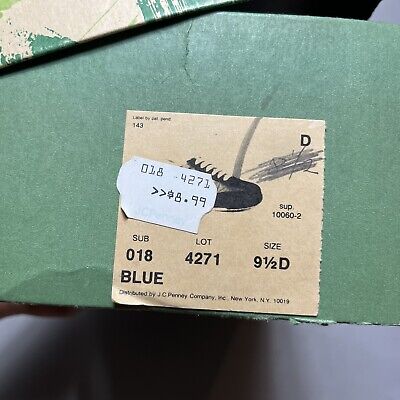 Label by pat. pend.
143
D
018 4271
>>$8.99
sup.
10060-2
SUB LOT SIZE
018 4271 9½D
BLUE
Distributed by J.C.Penney Company, Inc., New York, N.Y. 10019